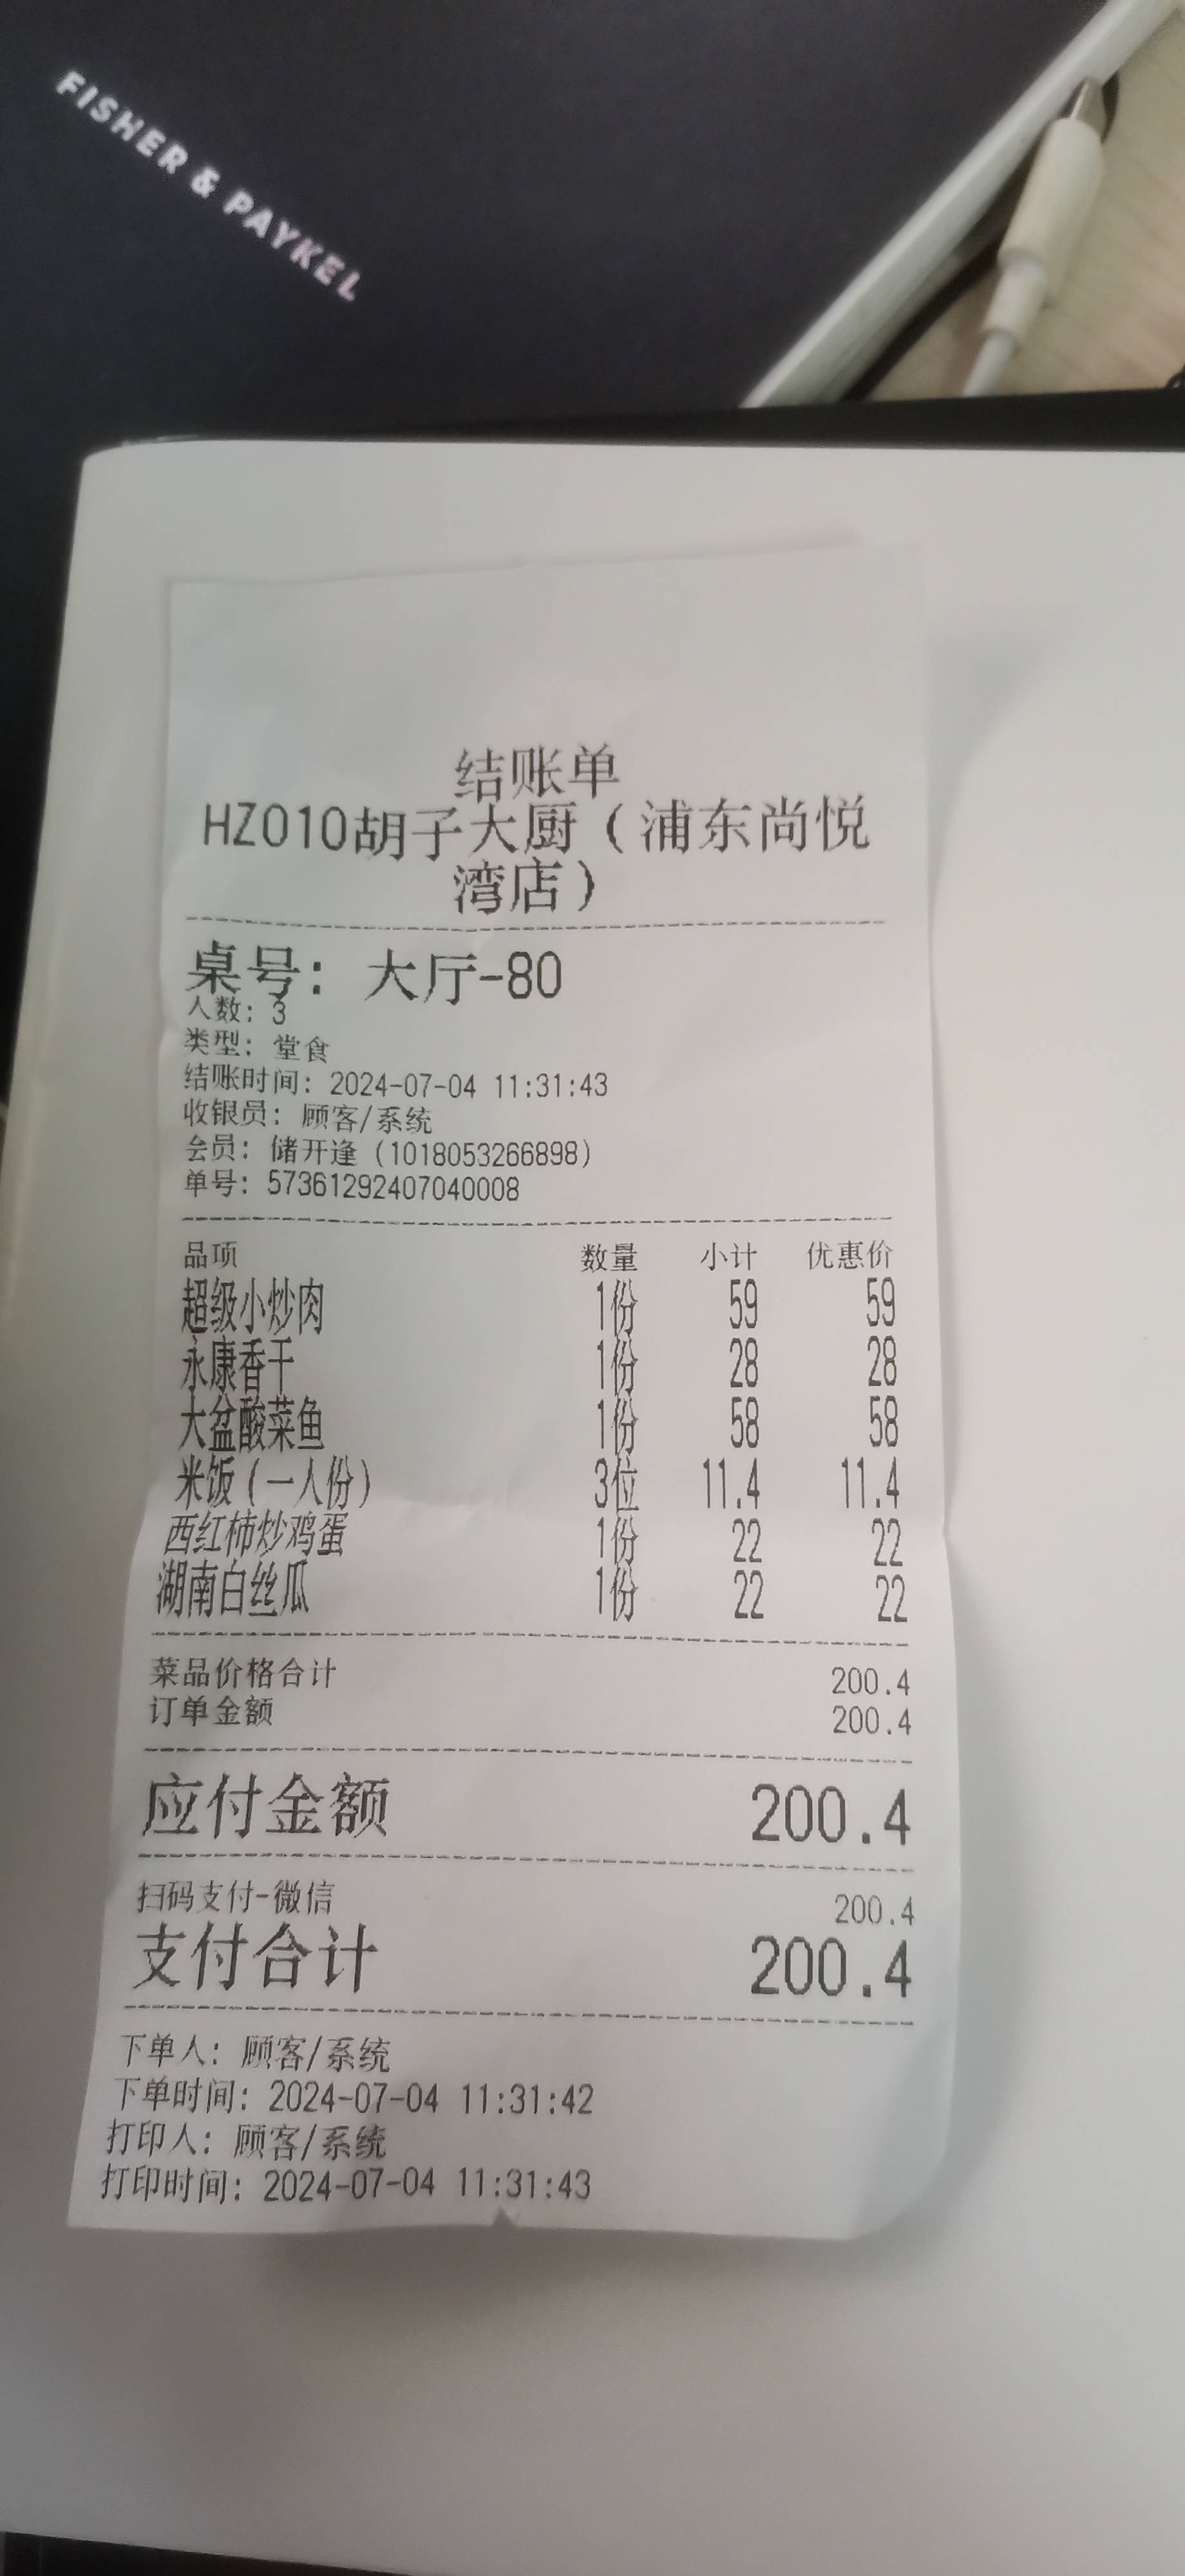 FISHER & PAYKEL
结账单
HZ010胡子大厨（浦东尚悦
湾店）
桌号：大厅-80
人数：3
类型：堂食
结账时间：2024-07-04 11:31:43
收银员：顾客/系统
会员：储开逢（1018053266898）
单号：57361292407040008
品项 数量 小计 优惠价
超级小炒肉 1份 59 59
永康香干 1份 28 28
大盆酸菜鱼 1份 58 58
米饭（一人份） 3位 11.4 11.4
西红柿炒鸡蛋 1份 22 22
湖南白丝瓜 1份 22 22
菜品价格合计 200.4
订单金额 200.4
应付金额 200.4
扫码支付-微信 200.4
支付合计 200.4
下单人：顾客/系统
下单时间：2024-07-04 11:31:42
打印人：顾客/系统
打印时间：2024-07-04 11:31:43